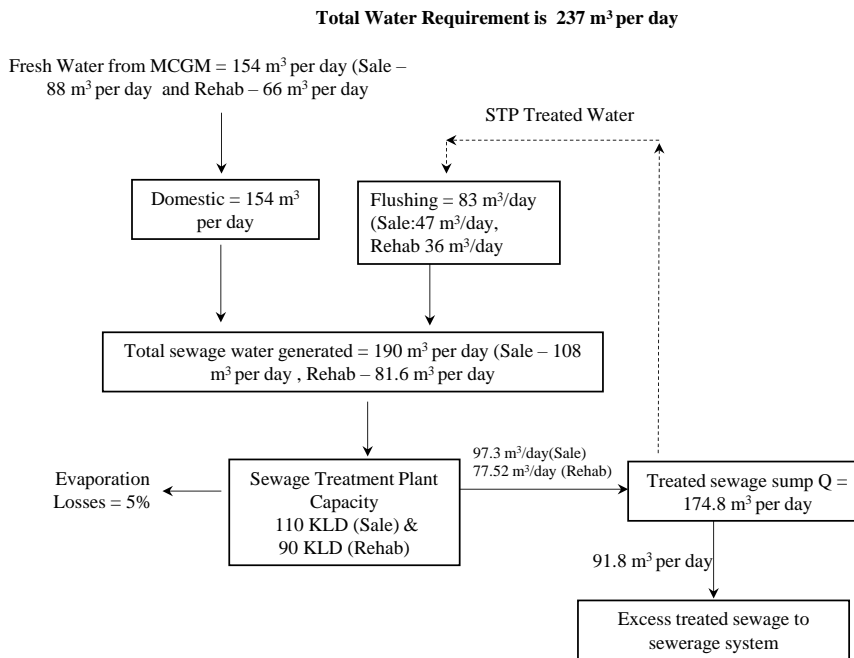 Total Water Requirement is 237 m³ per day
Fresh Water from MCGM = 154 m³ per day (Sale –
88 m³ per day and Rehab – 66 m³ per day
STP Treated Water
Domestic = 154 m³
per day
Flushing = 83 m³/day
(Sale:47 m³/day,
Rehab 36 m³/day
Total sewage water generated = 190 m³ per day (Sale – 108
m³ per day , Rehab – 81.6 m³ per day
Evaporation
Losses = 5%
Sewage Treatment Plant
Capacity
110 KLD (Sale) &
90 KLD (Rehab)
97.3 m³/day(Sale)
77.52 m³/day (Rehab)
Treated sewage sump Q =
174.8 m³ per day
91.8 m³ per day
Excess treated sewage to
sewerage system